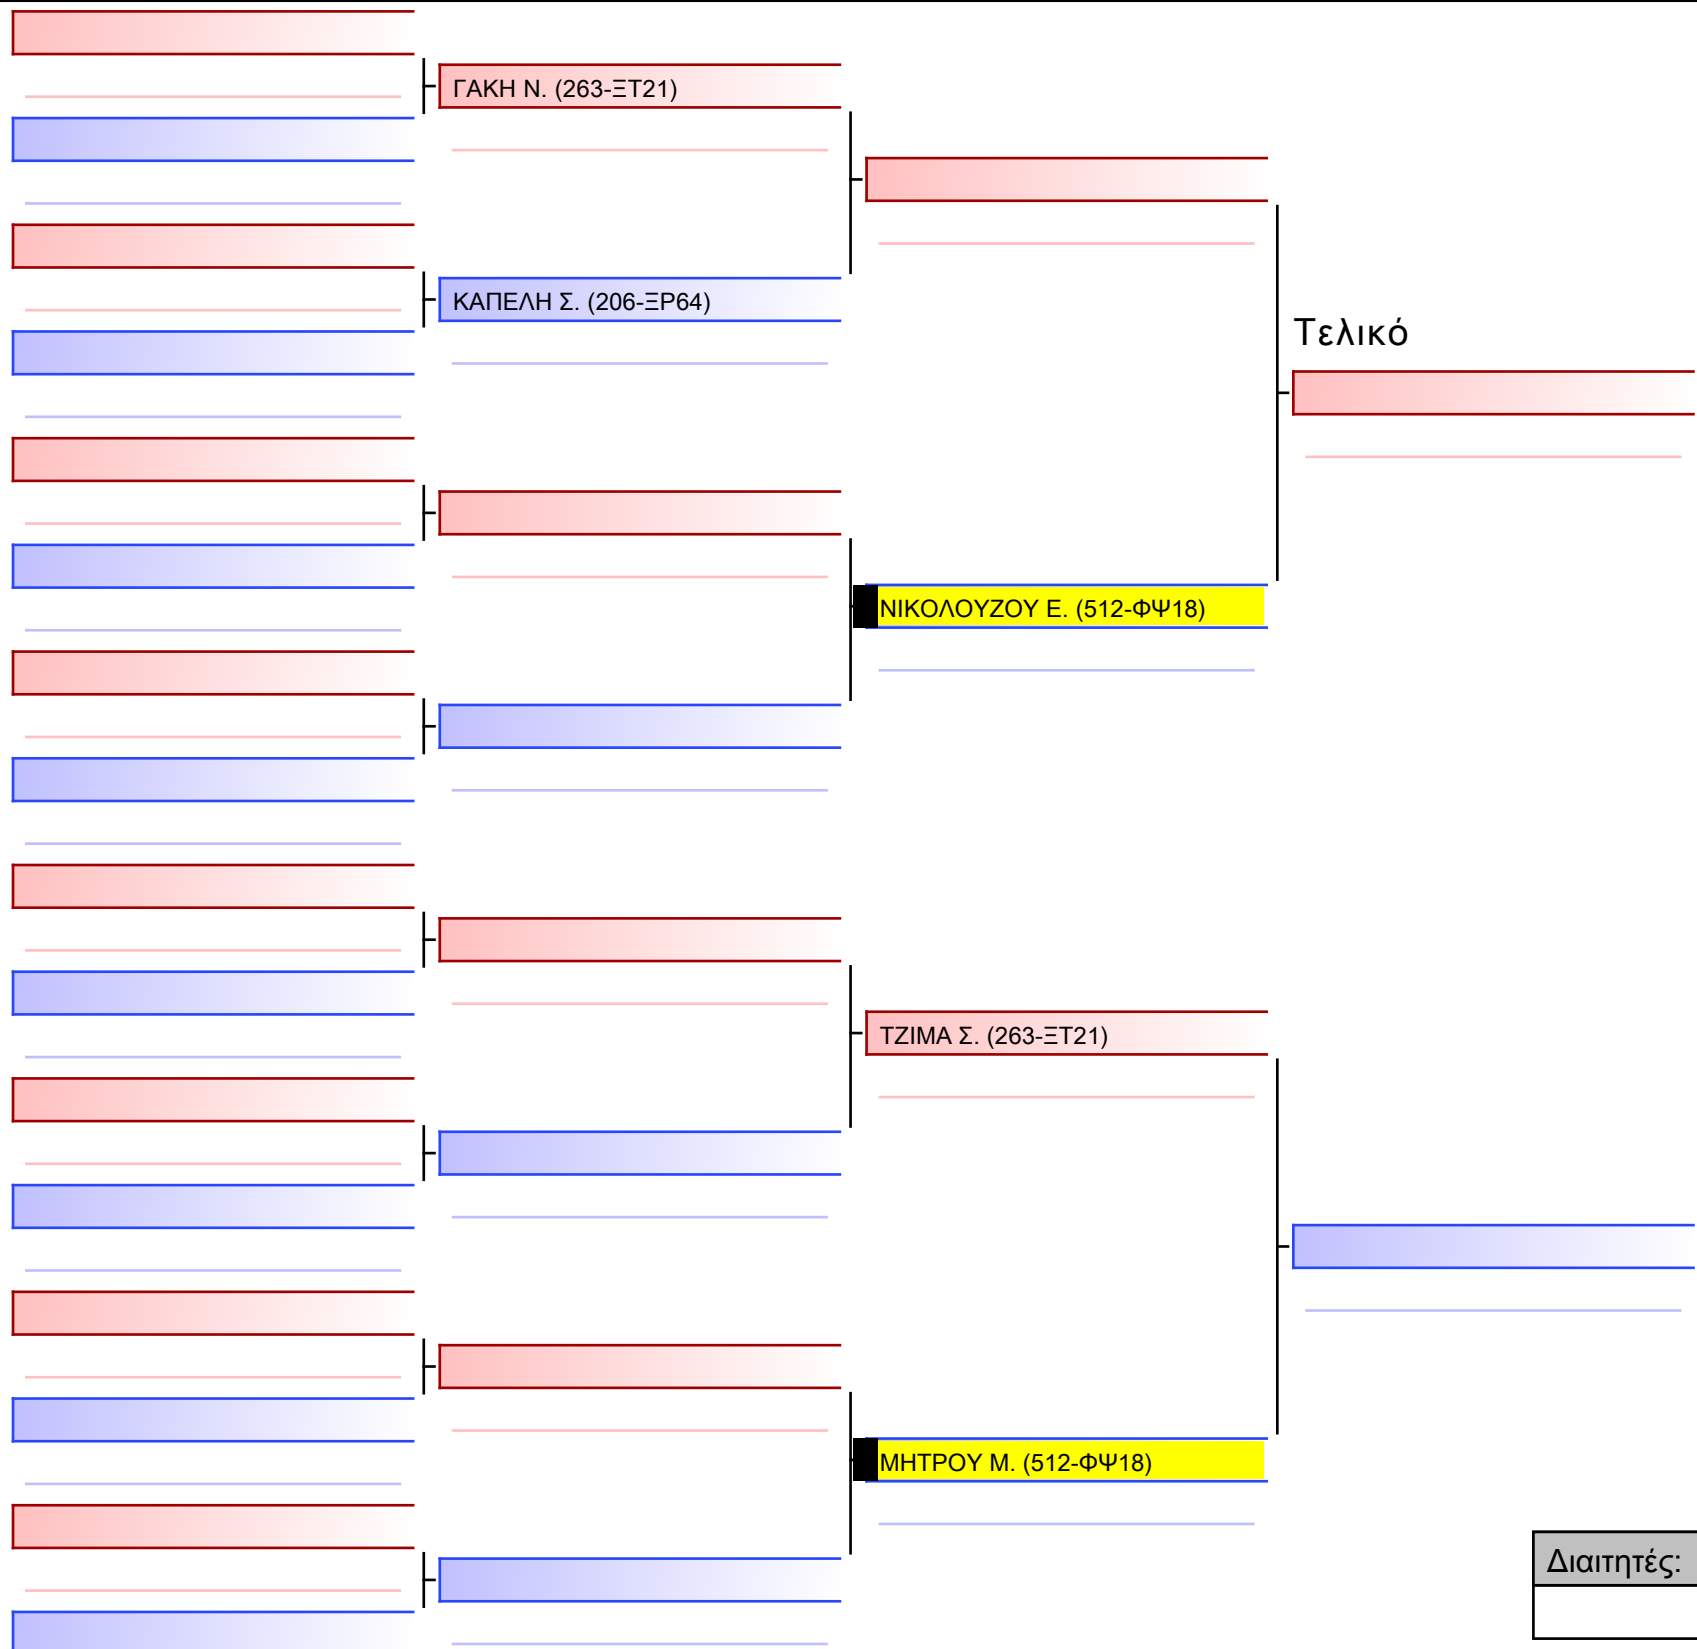 ΓΑΚΗ Ν. (263-ΞΤ21)
ΚΑΠΕΛΗ Σ. (206-ΞΡ64)
Τελικό
ΝΙΚΟΛΟΥΖΟΥ Ε. (512-ΦΨ18)
ΤΖΙΜΑ Σ. (263-ΞΤ21)
ΜΗΤΡΟΥ Μ. (512-ΦΨ18)
Διαιτητές: